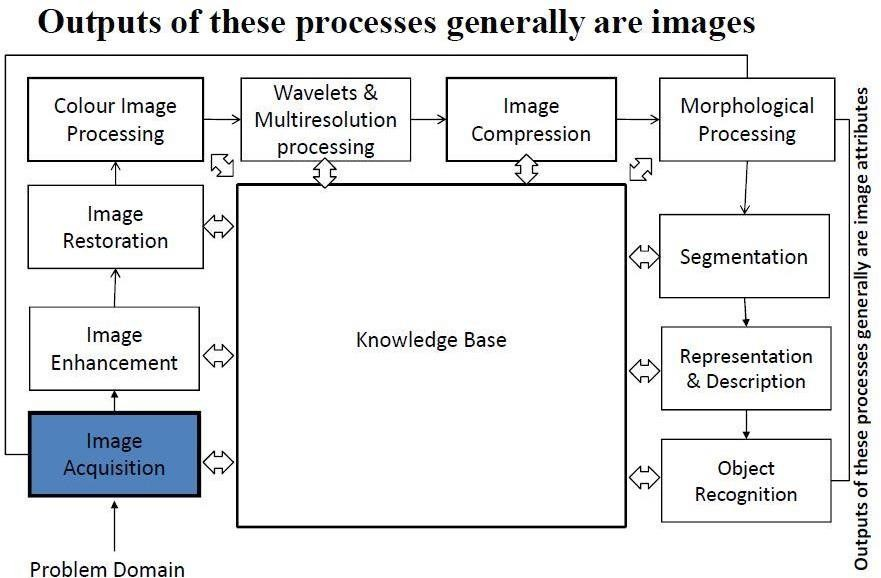 Outputs of these processes generally are images
Colour Image
Processing
Wavelets &
Multiresolution
processing
Image
Compression
Morphological
Processing
Image
Restoration
Segmentation
Image
Enhancement
Knowledge Base
Representation
& Description
Image
Acquisition
Object
Recognition
Problem Domain
Outputs of these processes generally are image attributes